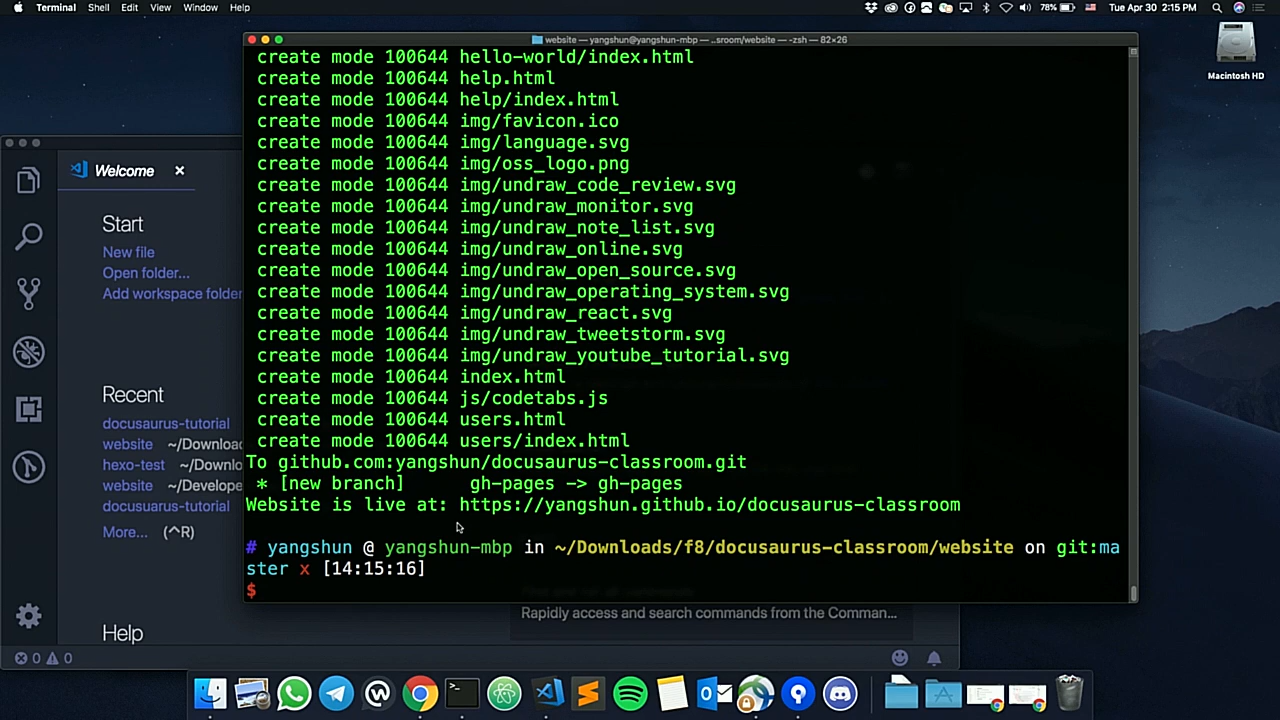 Terminal Shell Edit View Window Help
78% Tue Apr 30 2:15 PM
Macintosh HD
website — yangshun@yangshun-mbp — ..sroom/website — -zsh — 82×26
create mode 100644 hello-world/index.html
create mode 100644 help.html
create mode 100644 help/index.html
create mode 100644 img/favicon.ico
create mode 100644 img/language.svg
create mode 100644 img/oss_logo.png
create mode 100644 img/undraw_code_review.svg
create mode 100644 img/undraw_monitor.svg
create mode 100644 img/undraw_note_list.svg
create mode 100644 img/undraw_online.svg
create mode 100644 img/undraw_open_source.svg
create mode 100644 img/undraw_operating_system.svg
create mode 100644 img/undraw_react.svg
create mode 100644 img/undraw_tweetstorm.svg
create mode 100644 img/undraw_youtube_tutorial.svg
create mode 100644 index.html
create mode 100644 js/codetabs.js
create mode 100644 users.html
create mode 100644 users/index.html
To github.com:yangshun/docusaurus-classroom.git
* [new branch] gh-pages -> gh-pages
Website is live at: https://yangshun.github.io/docusaurus-classroom
# yangshun @ yangshun-mbp in ~/Downloads/f8/docusaurus-classroom/website on git:ma
ster x [14:15:16]
$
Welcome
Start
New file
Open folder...
Add workspace folder
Recent
docusaurus-tutorial
website ~/Downloa
hexo-test ~/Downlo
website ~/Develope
docusuarus-tutorial
More... (^R)
Help
Rapidly access and search commands from the Comman...
0 0